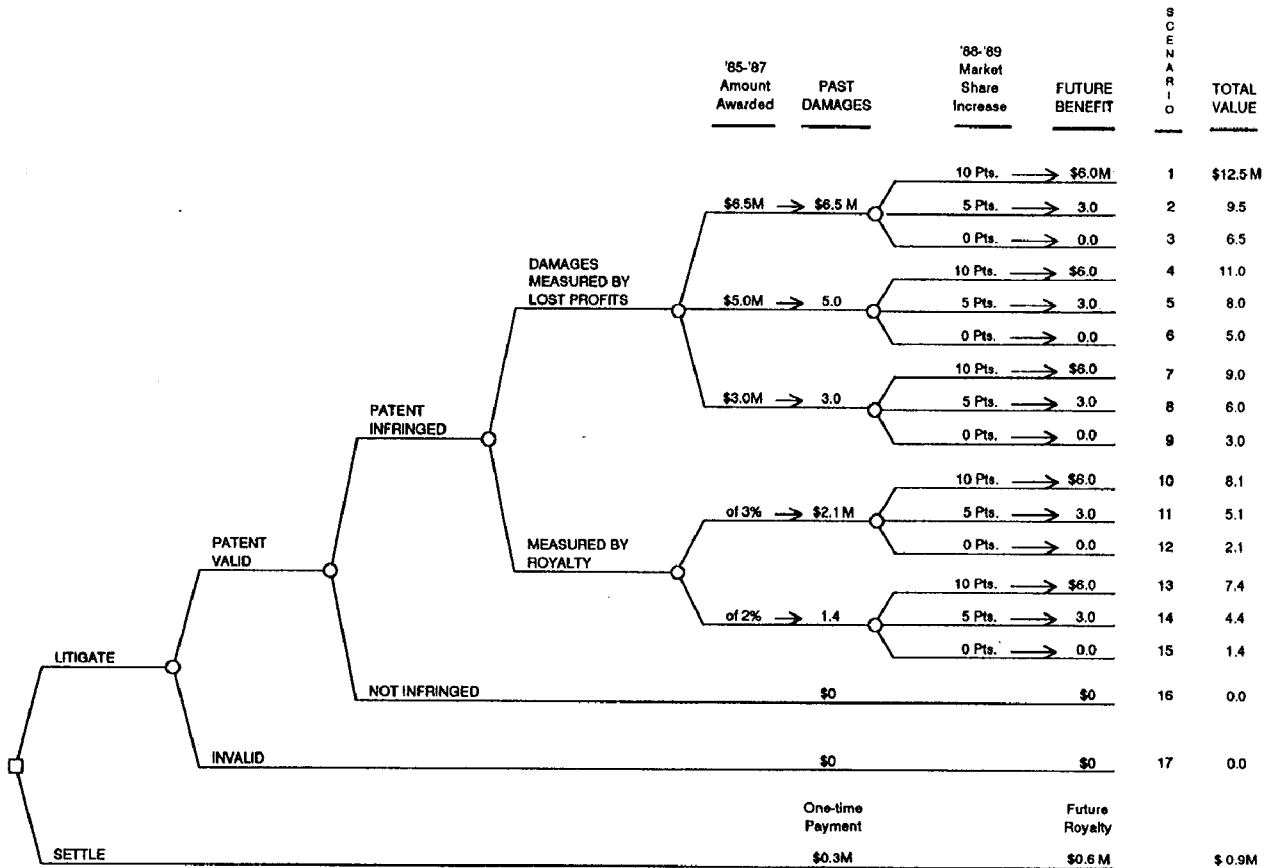 SCENARIO
'85-'87 Amount Awarded
PAST DAMAGES
'88-'89 Market Share Increase
FUTURE BENEFIT
TOTAL VALUE
10 Pts. $6.0M 1 $12.5 M
$6.5M $6.5 M 5 Pts. 3.0 2 9.5
0 Pts. 0.0 3 6.5
DAMAGES MEASURED BY LOST PROFITS
10 Pts. $6.0 4 11.0
$5.0M 5.0 5 Pts. 3.0 5 8.0
0 Pts. 0.0 6 5.0
10 Pts. $6.0 7 9.0
$3.0M 3.0 5 Pts. 3.0 8 6.0
0 Pts. 0.0 9 3.0
PATENT INFRINGED
10 Pts. $6.0 10 8.1
of 3% $2.1 M 5 Pts. 3.0 11 5.1
0 Pts. 0.0 12 2.1
PATENT VALID
MEASURED BY ROYALTY
10 Pts. $6.0 13 7.4
of 2% 1.4 5 Pts. 3.0 14 4.4
0 Pts. 0.0 15 1.4
LITIGATE
NOT INFRINGED $0 $0 16 0.0
INVALID $0 $0 17 0.0
One-time Payment
Future Royalty
SETTLE $0.3M $0.6 M $ 0.9M